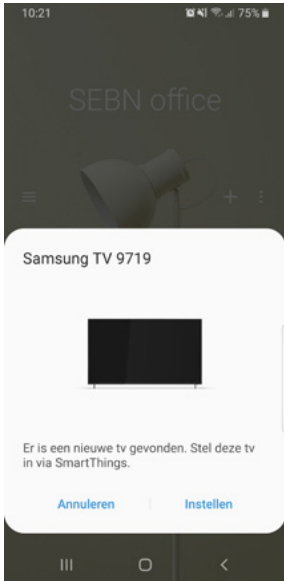 10:21
75%
SEBN office
Samsung TV 9719
Er is een nieuwe tv gevonden. Stel deze tv
in via SmartThings.
Annuleren
Instellen